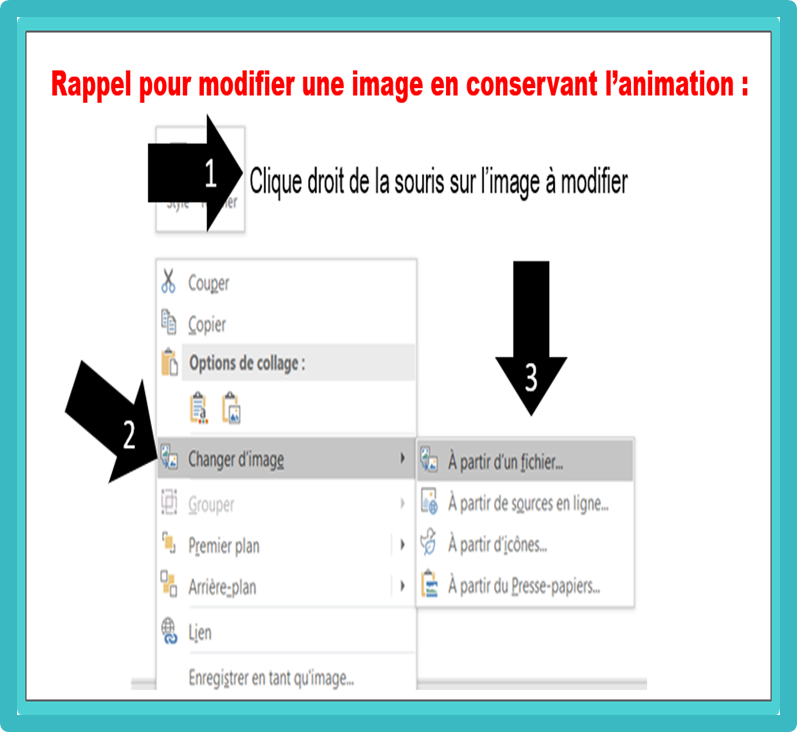 Rappel pour modifier une image en conservant l'animation :
1
Clique droit de la souris sur l'image à modifier
Style
Couper
Copier
Options de collage :
3
2
Changer d'image
À partir d'un fichier...
Grouper
À partir de sources en ligne...
Premier plan
À partir d'icônes...
Arrière-plan
À partir du Presse-papiers...
Lien
Enregistrer en tant qu'image...